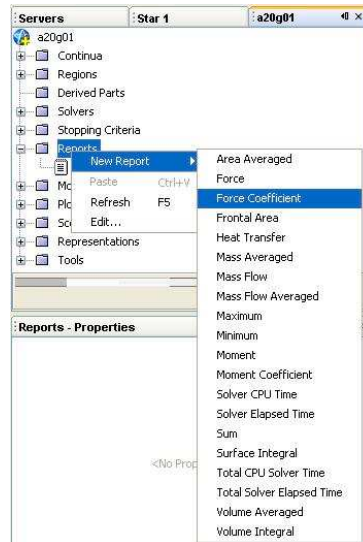 Servers
Star 1
a20g01
a20g01
Continua
Regions
Derived Parts
Solvers
Stopping Criteria
Reports
Mo
Plo
Sce
Representations
Tools
New Report
Paste Ctrl+V
Refresh F5
Edit...
Area Averaged
Force
Force Coefficient
Frontal Area
Heat Transfer
Mass Averaged
Mass Flow
Mass Flow Averaged
Maximum
Minimum
Moment
Moment Coefficient
Solver CPU Time
Solver Elapsed Time
Sum
Surface Integral
Total CPU Solver Time
Total Solver Elapsed Time
Volume Averaged
Volume Integral
Reports - Properties
<No Prop